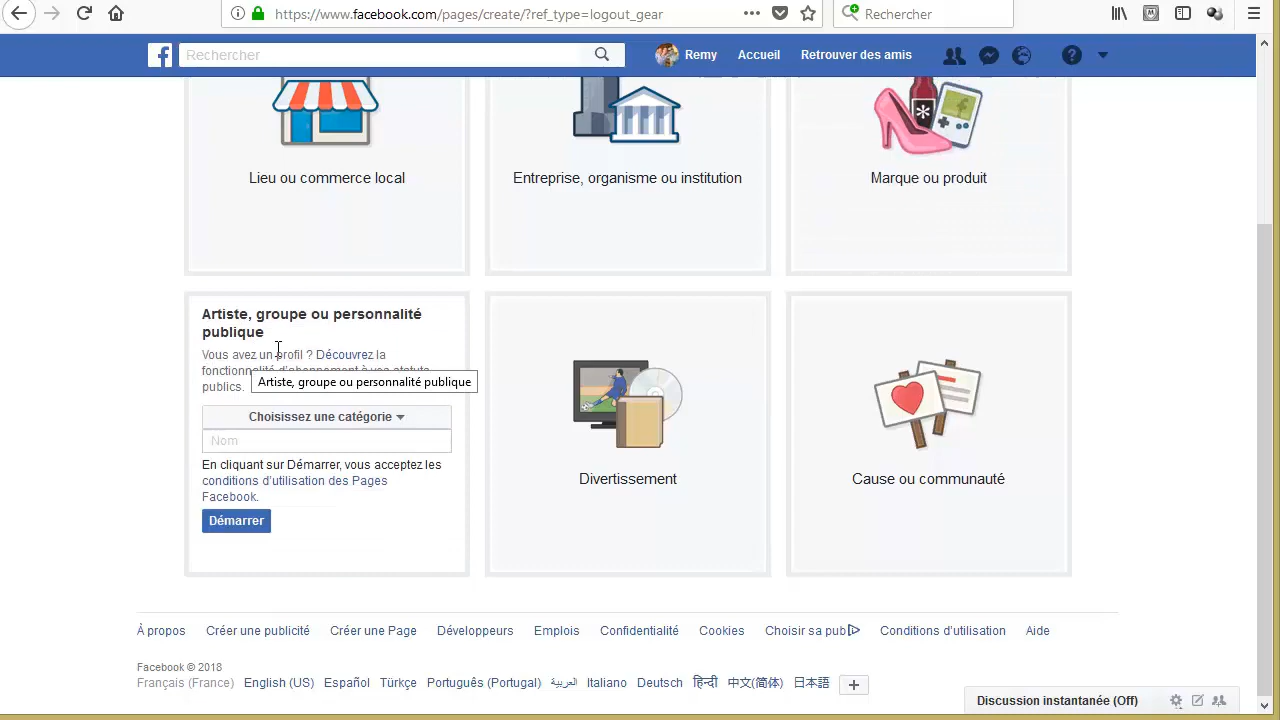 https://www.facebook.com/pages/create/?ref_type=logout_gear
Rechercher
Rechercher
Remy
Accueil
Retrouver des amis
Lieu ou commerce local
Entreprise, organisme ou institution
Marque ou produit
Artiste, groupe ou personnalité
publique
Vous avez un profil ? Découvrez la
fonctionnalité d'abonnement à vos statuts
publics.
Artiste, groupe ou personnalité publique
Choisissez une catégorie
Nom
En cliquant sur Démarrer, vous acceptez les
conditions d'utilisation des Pages
Facebook.
Démarrer
Divertissement
Cause ou communauté
À propos
Créer une publicité
Créer une Page
Développeurs
Emplois
Confidentialité
Cookies
Choisir sa pub
Conditions d'utilisation
Aide
Facebook © 2018
Français (France)
English (US)
Español
Türkçe
Português (Portugal)
العربية
Italiano
Deutsch
हिन्दी
中文(简体)
日本語
Discussion instantanée (Off)